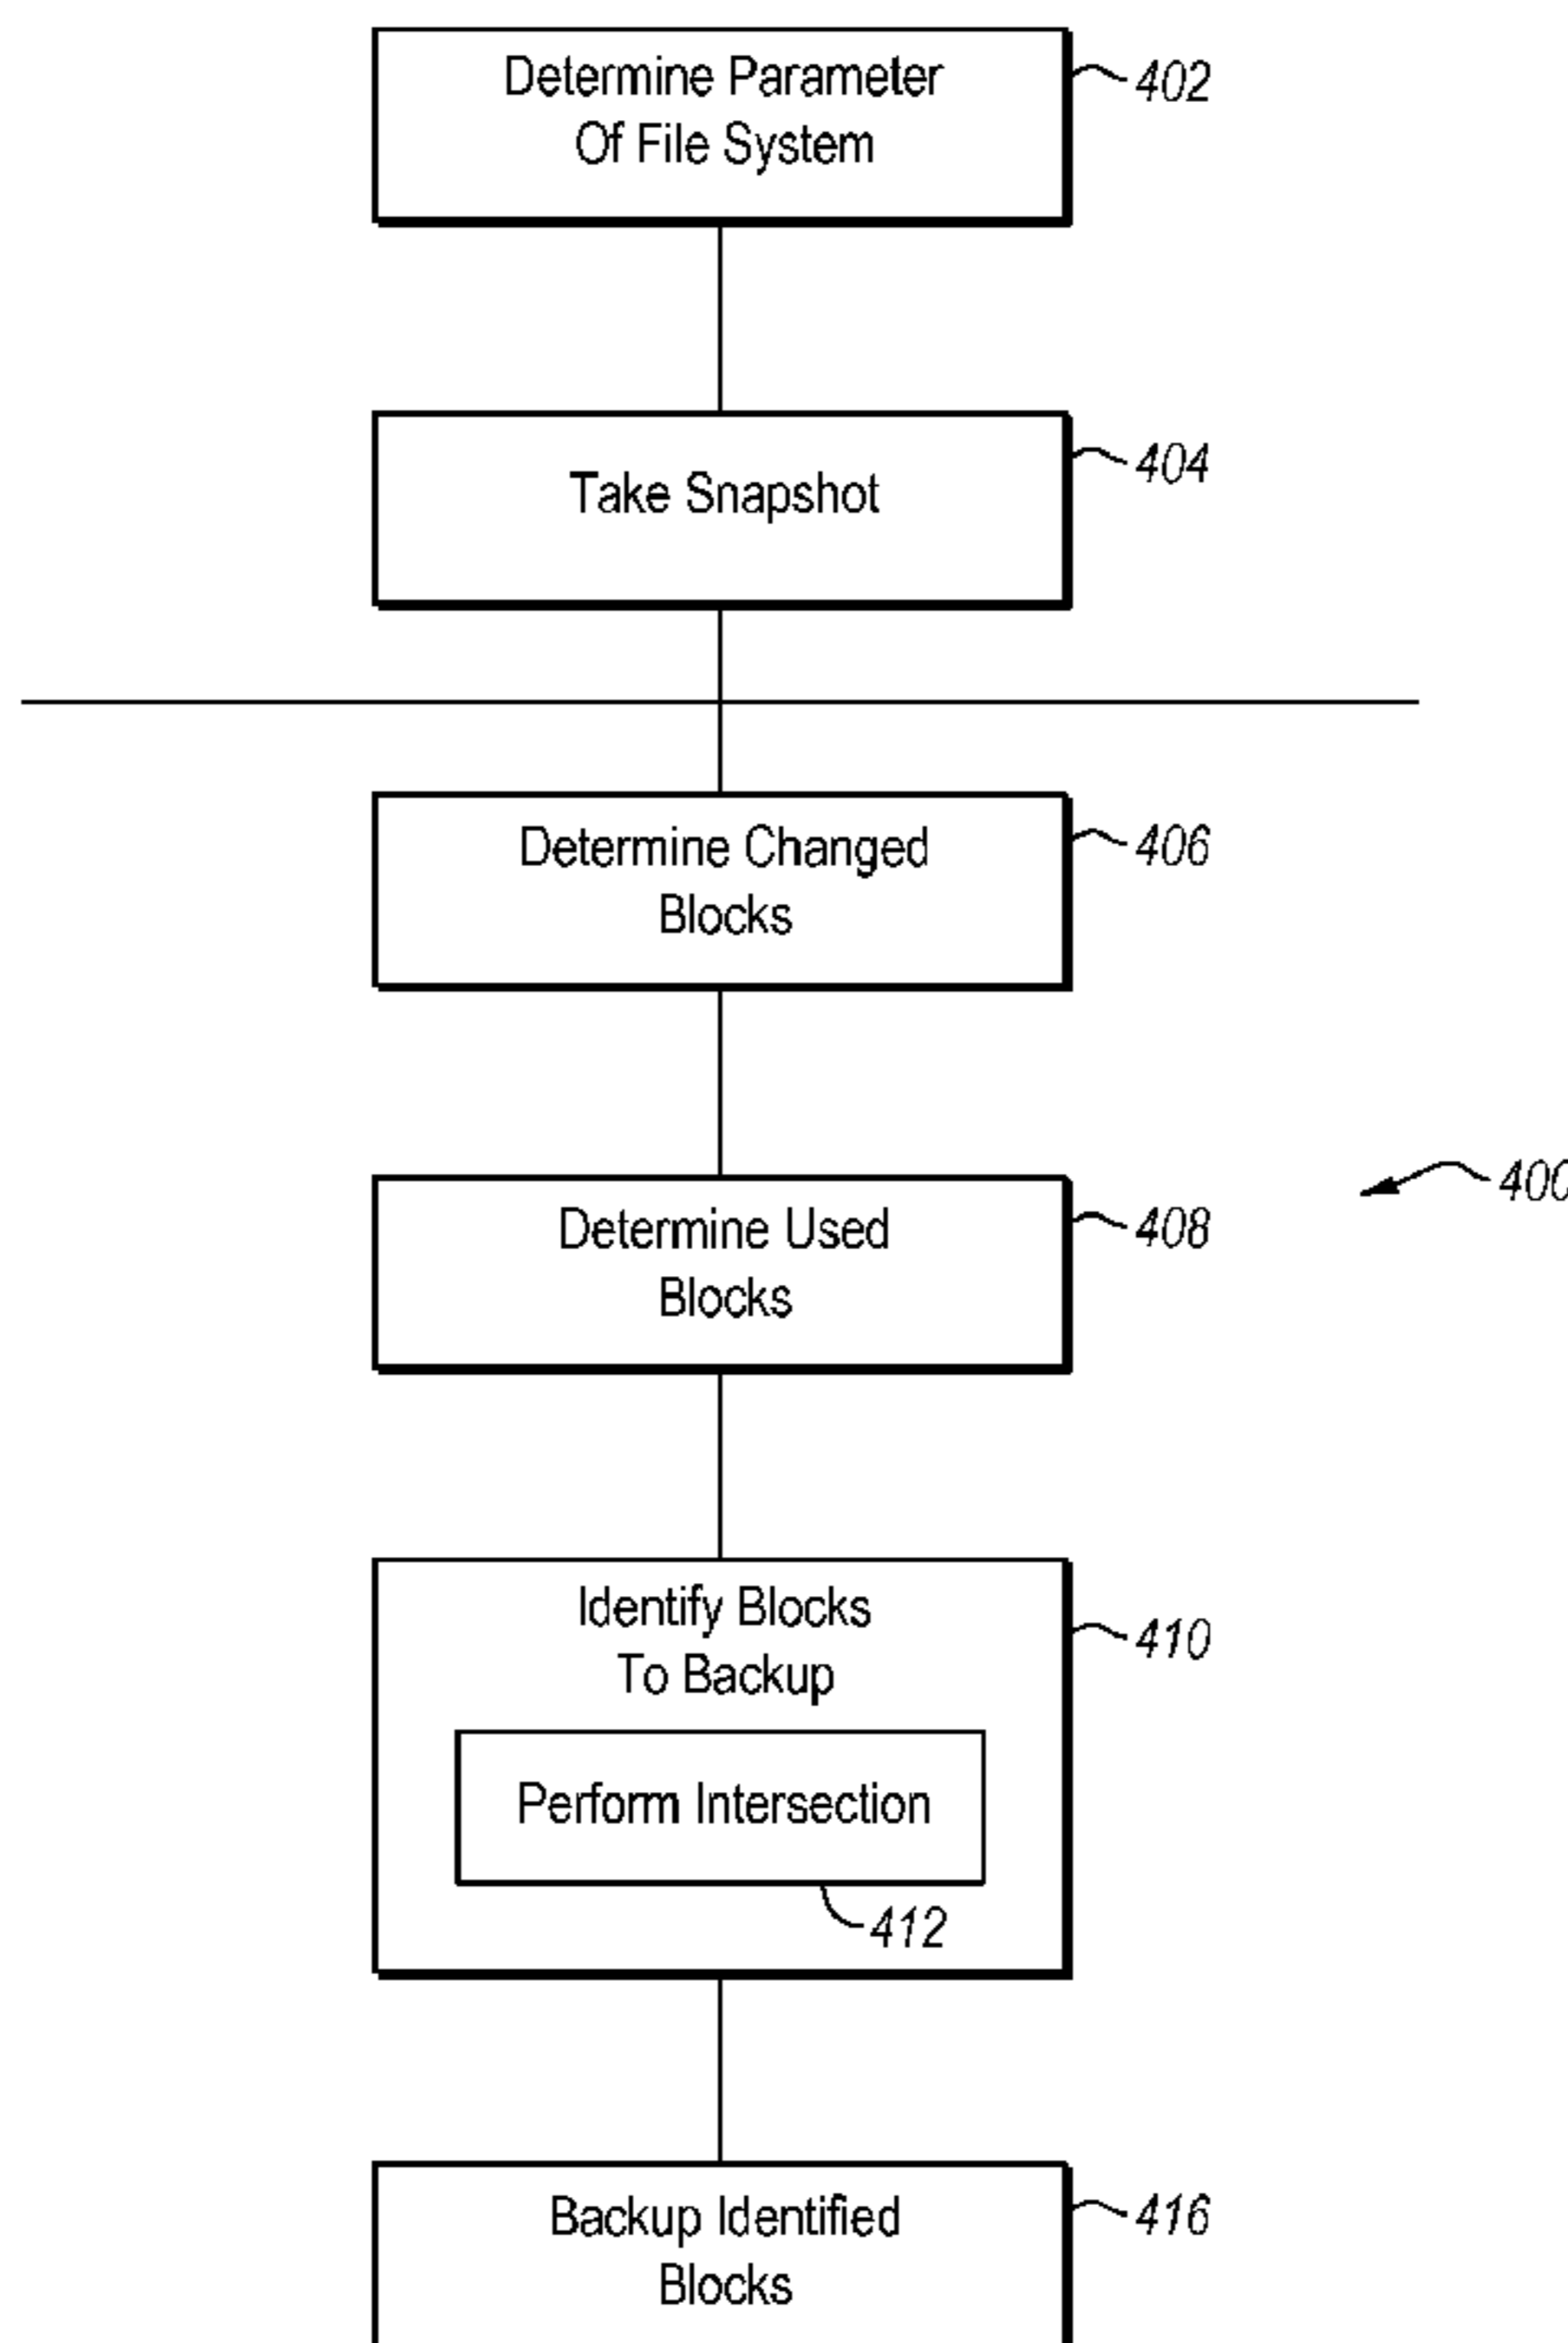 Determine Parameter
Of File System
402
Take Snapshot
404
Determine Changed
Blocks
406
Determine Used
Blocks
408
400
Identify Blocks
To Backup
410
Perform Intersection
412
Backup Identified
Blocks
416